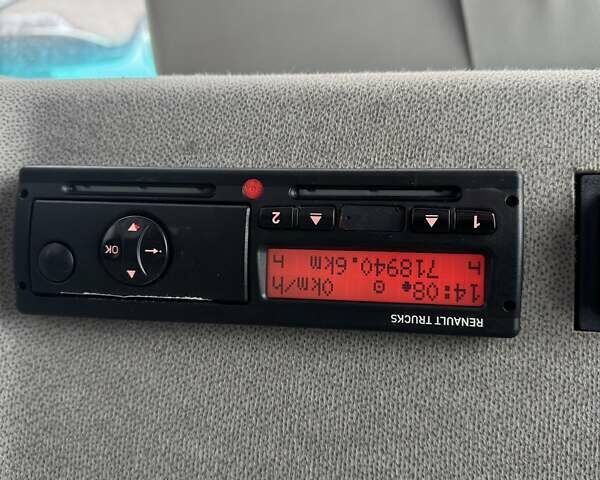 RENAULT TRUCKS
14:08● ⊙ 0km/h
h 718940.6km h
1 2
OK